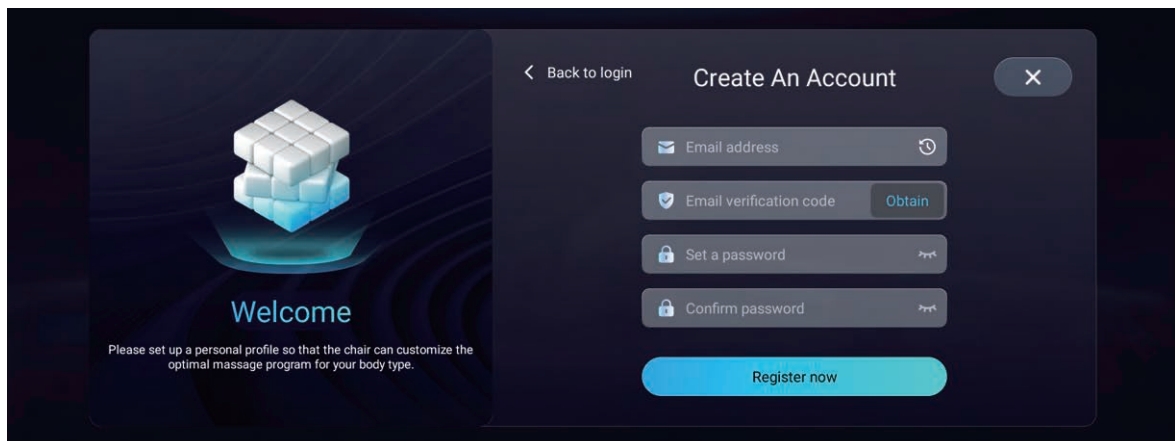 Welcome
Please set up a personal profile so that the chair can customize the
optimal massage program for your body type.
Back to login
Create An Account
Email address
Email verification code
Obtain
Set a password
Confirm password
Register now